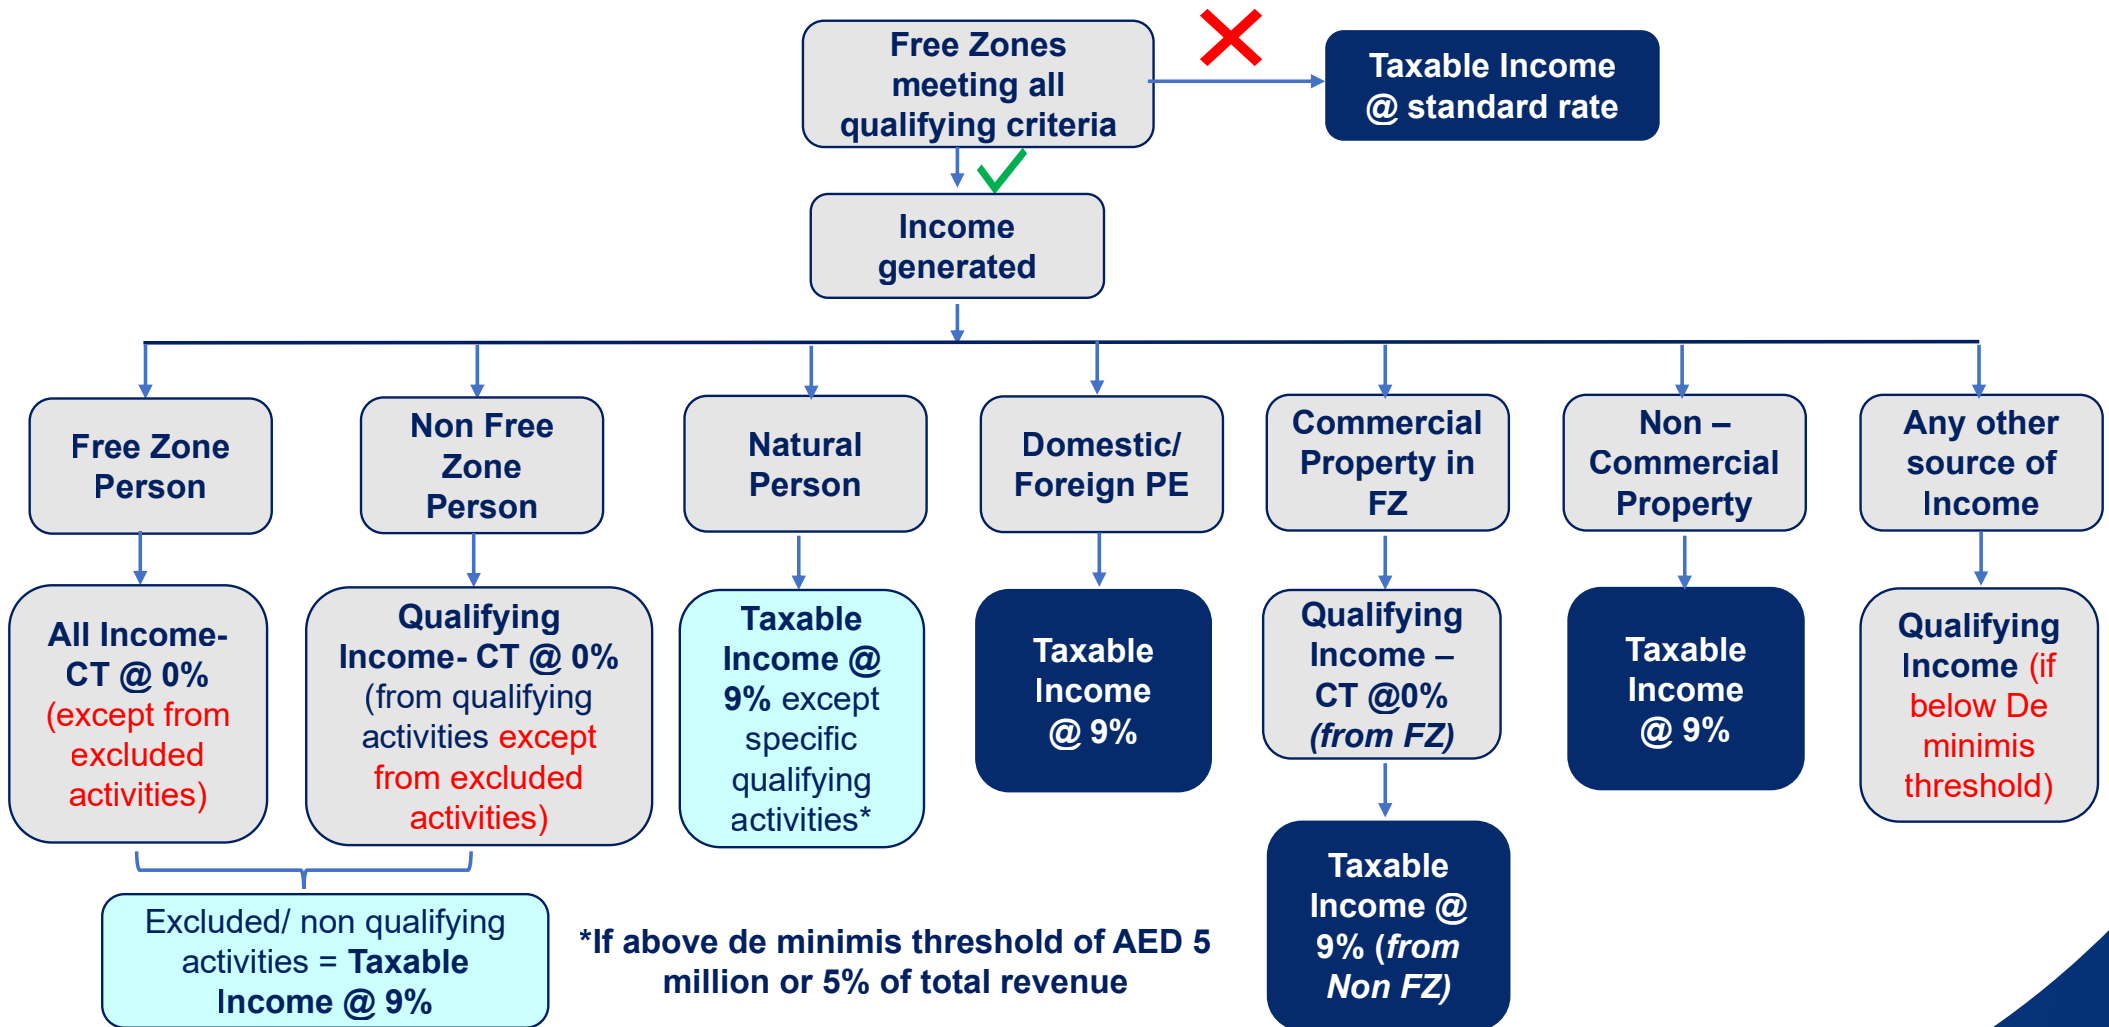 Free Zones
meeting all
qualifying criteria
Taxable Income
@ standard rate
Income
generated
Free Zone
Person
Non Free
Zone
Person
Natural
Person
Domestic/
Foreign PE
Commercial
Property in
FZ
Non –
Commercial
Property
Any other
source of
Income
All Income-
CT @ 0%
(except from
excluded
activities)
Qualifying
Income- CT @ 0%
(from qualifying
activities except
from excluded
activities)
Taxable
Income @
9% except
specific
qualifying
activities*
Taxable
Income
@ 9%
Qualifying
Income –
CT @0%
(from FZ)
Taxable
Income
@ 9%
Qualifying
Income (if
below De
minimis
threshold)
Excluded/ non qualifying
activities = Taxable
Income @ 9%
*If above de minimis threshold of AED 5
million or 5% of total revenue
Taxable
Income @
9% (from
Non FZ)